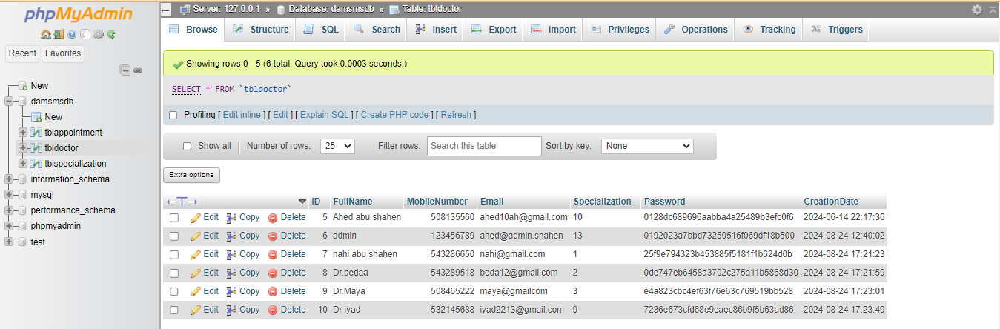 phpMyAdmin
Recent Favorites
New
damsmsdb
New
tblappointment
tbldoctor
tblspecialization
information_schema
mysql
performance_schema
phpmyadmin
test
Server: 127.0.0.1 » Database: damsmsdb » Table: tbldoctor
Browse Structure SQL Search Insert Export Import Privileges Operations Tracking Triggers
Showing rows 0 - 5 (6 total, Query took 0.0003 seconds.)
SELECT * FROM `tbldoctor`
Profiling [ Edit inline ] [ Edit ] [ Explain SQL ] [ Create PHP code ] [ Refresh ]
Show all Number of rows: 25 Filter rows: Search this table Sort by key: None
Extra options
←T→ ID FullName MobileNumber Email Specialization Password CreationDate
Edit Copy Delete 5 Ahed abu shahen 508135560 ahed10ah@gmail.com 10 0128dc689696aabba4a25489b3efc0f6 2024-06-14 22:17:36
Edit Copy Delete 6 admin 123456789 ahed@admin.shahen 13 0192023a7bbd73250516f069df18b500 2024-08-24 12:40:02
Edit Copy Delete 7 nahi abu shahen 543286650 nahi@gmail.com 1 25f9e794323b453885f5181f1b624d0b 2024-08-24 17:21:23
Edit Copy Delete 8 Dr.bedaa 543289518 beda12@gmail.com 2 0de747eb6458a3702c275a11b5868d30 2024-08-24 17:21:59
Edit Copy Delete 9 Dr.Maya 508465222 maya@gmailcom 3 e4a823cbc4ef63f76e63c769519bb528 2024-08-24 17:23:01
Edit Copy Delete 10 Dr iyad 532145688 iyad2213@gmail.com 9 7236e673cfd68e9eaec86b9f5b63ad86 2024-08-24 17:23:49